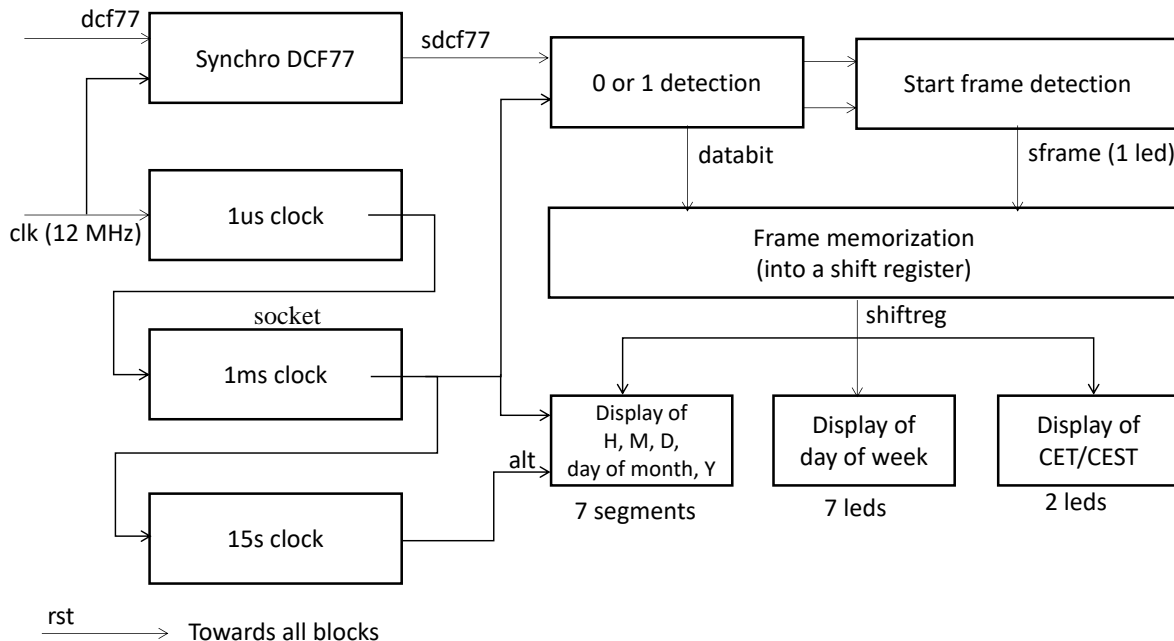 dcf77
Synchro DCF77
sdcf77
0 or 1 detection
Start frame detection
databit
sframe (1 led)
clk (12 MHz)
1us clock
Frame memorization
(into a shift register)
socket
shiftreg
1ms clock
Display of
H, M, D,
day of month, Y
Display of
day of week
Display of
CET/CEST
alt
7 segments
7 leds
2 leds
15s clock
rst
Towards all blocks